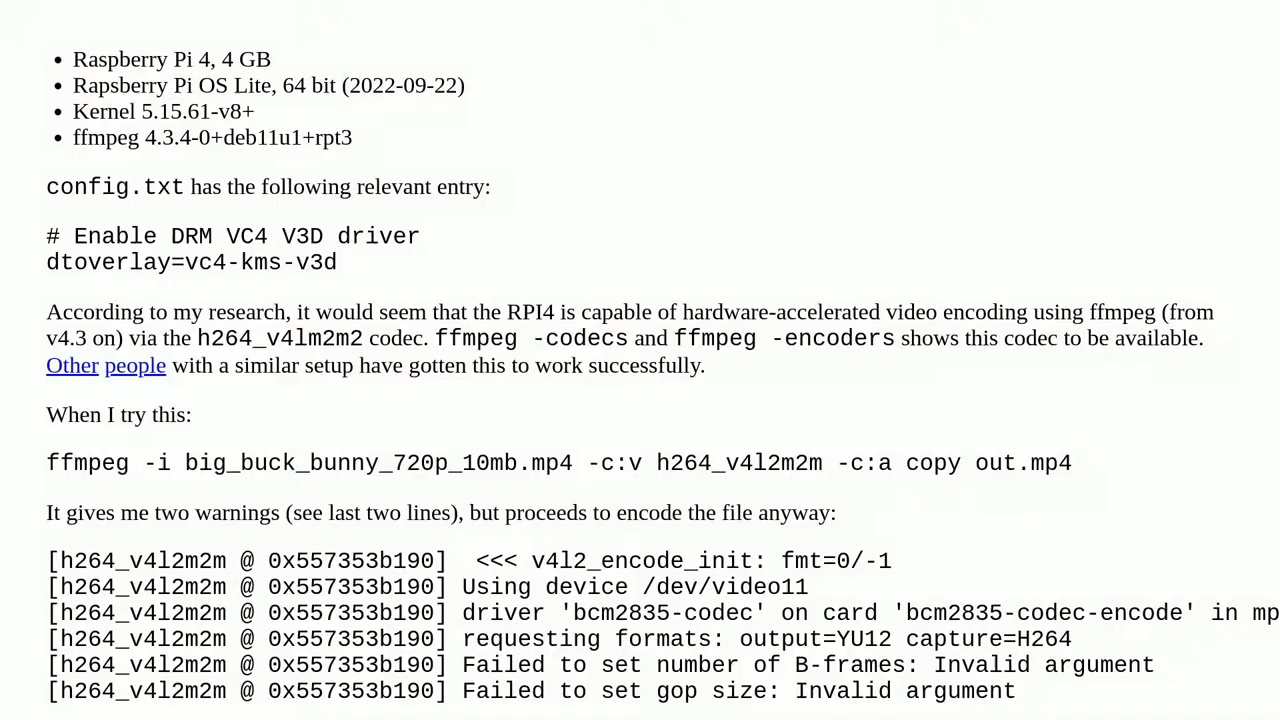 • Raspberry Pi 4, 4 GB
• Rapsberry Pi OS Lite, 64 bit (2022-09-22)
• Kernel 5.15.61-v8+
• ffmpeg 4.3.4-0+deb11u1+rpt3
config.txt has the following relevant entry:
# Enable DRM VC4 V3D driver
dtoverlay=vc4-kms-v3d
According to my research, it would seem that the RPI4 is capable of hardware-accelerated video encoding using ffmpeg (from
v4.3 on) via the h264_v4lm2m2 codec. ffmpeg -codecs and ffmpeg -encoders shows this codec to be available.
Other people with a similar setup have gotten this to work successfully.
When I try this:
ffmpeg -i big_buck_bunny_720p_10mb.mp4 -c:v h264_v4l2m2m -c:a copy out.mp4
It gives me two warnings (see last two lines), but proceeds to encode the file anyway:
[h264_v4l2m2m @ 0x557353b190]  <<< v4l2_encode_init: fmt=0/-1
[h264_v4l2m2m @ 0x557353b190] Using device /dev/video11
[h264_v4l2m2m @ 0x557353b190] driver 'bcm2835-codec' on card 'bcm2835-codec-encode' in mp
[h264_v4l2m2m @ 0x557353b190] requesting formats: output=YU12 capture=H264
[h264_v4l2m2m @ 0x557353b190] Failed to set number of B-frames: Invalid argument
[h264_v4l2m2m @ 0x557353b190] Failed to set gop size: Invalid argument